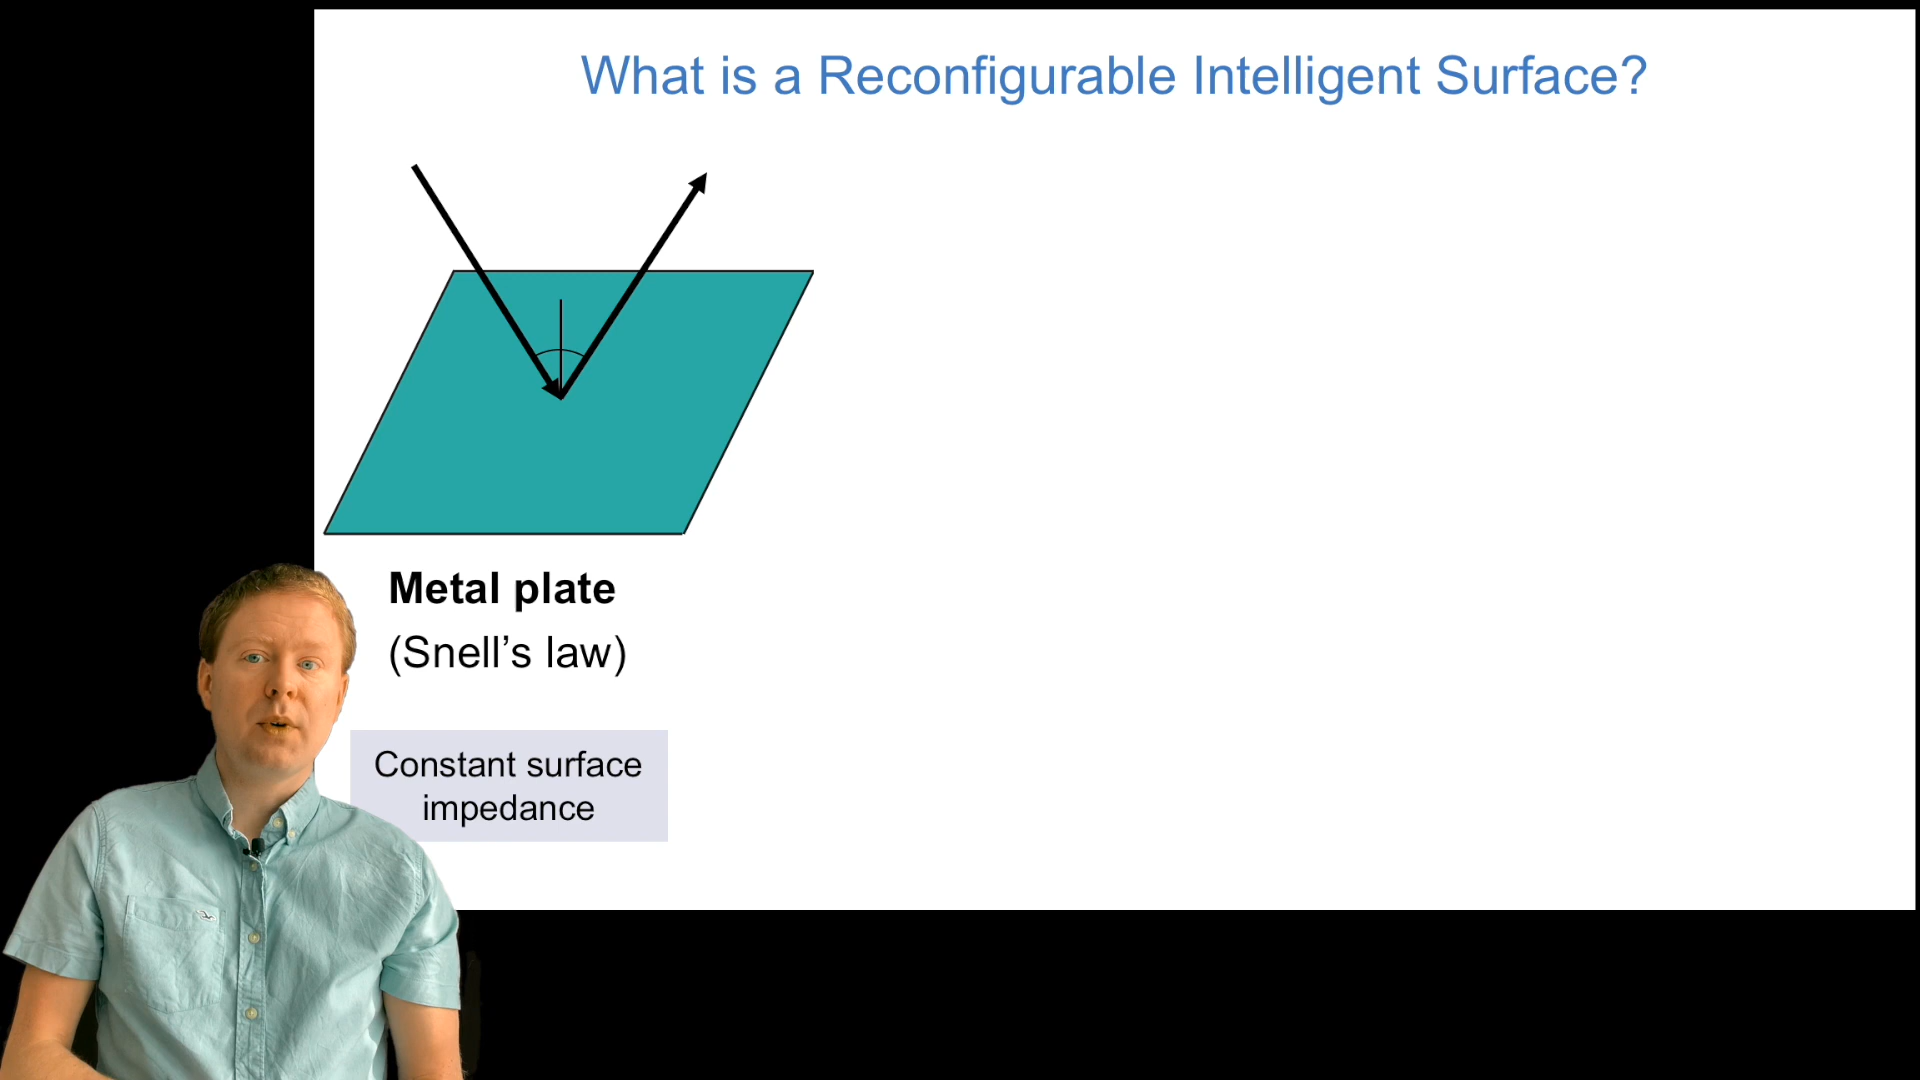 What is a Reconfigurable Intelligent Surface?
Metal plate
(Snell’s law)
Constant surface
impedance